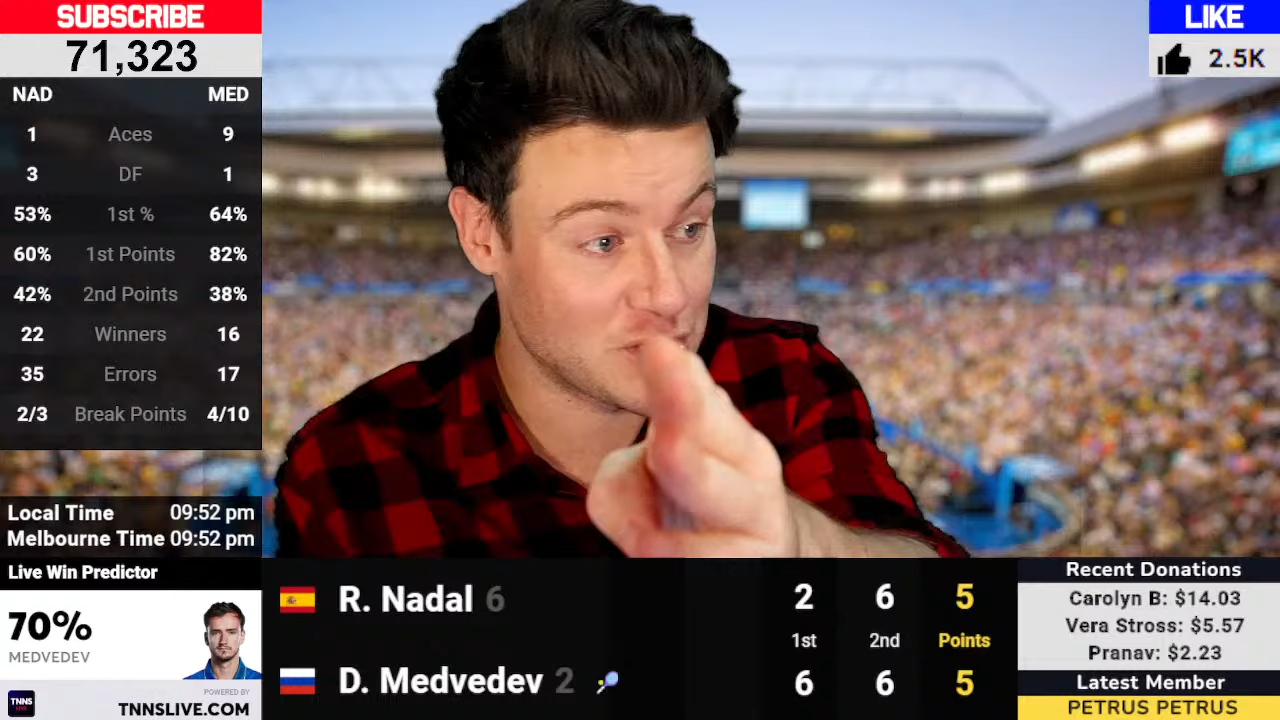 SUBSCRIBE
71,323
NAD MED
1 Aces 9
3 DF 1
53% 1st % 64%
60% 1st Points 82%
42% 2nd Points 38%
22 Winners 16
35 Errors 17
2/3 Break Points 4/10
Local Time 09:52 pm
Melbourne Time 09:52 pm
Live Win Predictor
70%
MEDVEDEV
TNNS
LIVE
POWERED BY
TNNSLIVE.COM
LIKE
2.5K
R. Nadal 6 2 6 5
1st 2nd Points
D. Medvedev 2 6 6 5
Recent Donations
Carolyn B: $14.03
Vera Stross: $5.57
Pranav: $2.23
Latest Member
PETRUS PETRUS